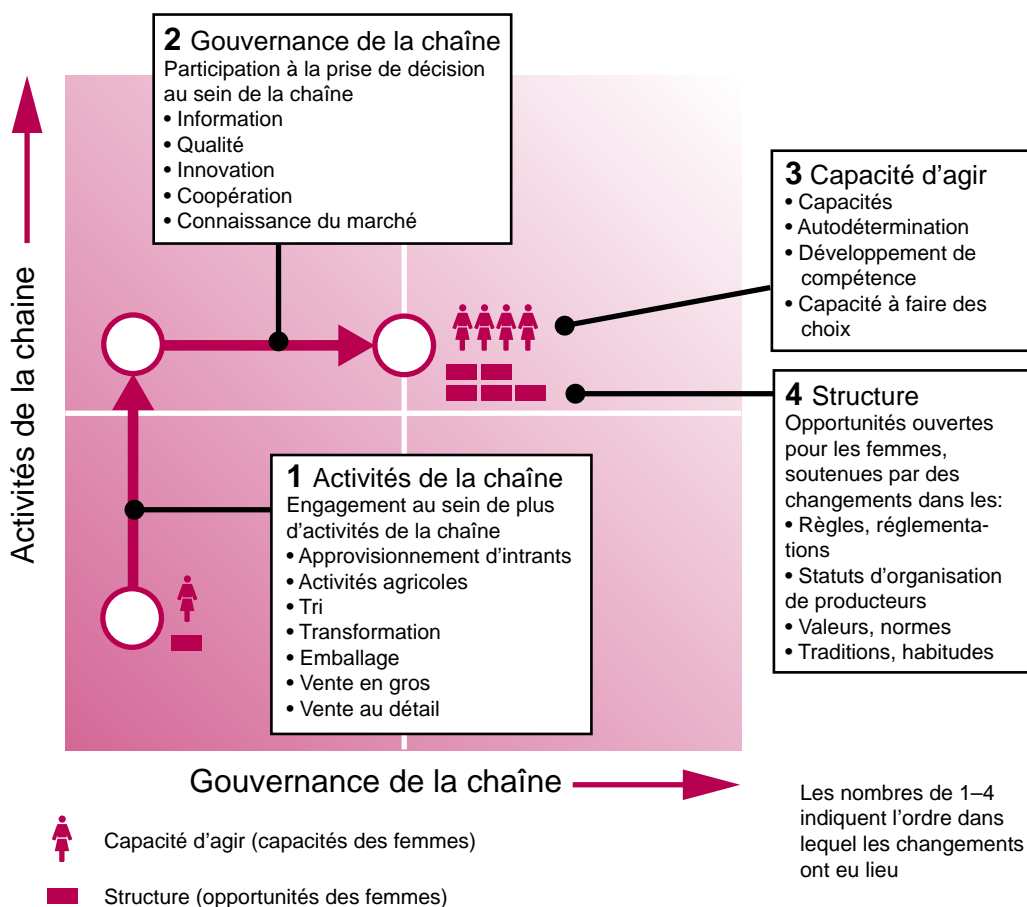 2 Gouvernance de la chaîne
Participation à la prise de décision
au sein de la chaîne
• Information
• Qualité
• Innovation
• Coopération
• Connaissance du marché
3 Capacité d'agir
• Capacités
• Autodétermination
• Développement de
compétence
• Capacité à faire des
choix
4 Structure
Opportunités ouvertes
pour les femmes,
soutenues par des
changements dans les:
• Règles, réglementa-
tions
• Statuts d'organisation
de producteurs
• Valeurs, normes
• Traditions, habitudes
1 Activités de la chaîne
Engagement au sein de plus
d'activités de la chaîne
• Approvisionnement d'intrants
• Activités agricoles
• Tri
• Transformation
• Emballage
• Vente en gros
• Vente au détail
Activités de la chaine
Gouvernance de la chaîne
Les nombres de 1–4
indiquent l'ordre dans
lequel les changements
ont eu lieu
Capacité d'agir (capacités des femmes)
Structure (opportunités des femmes)